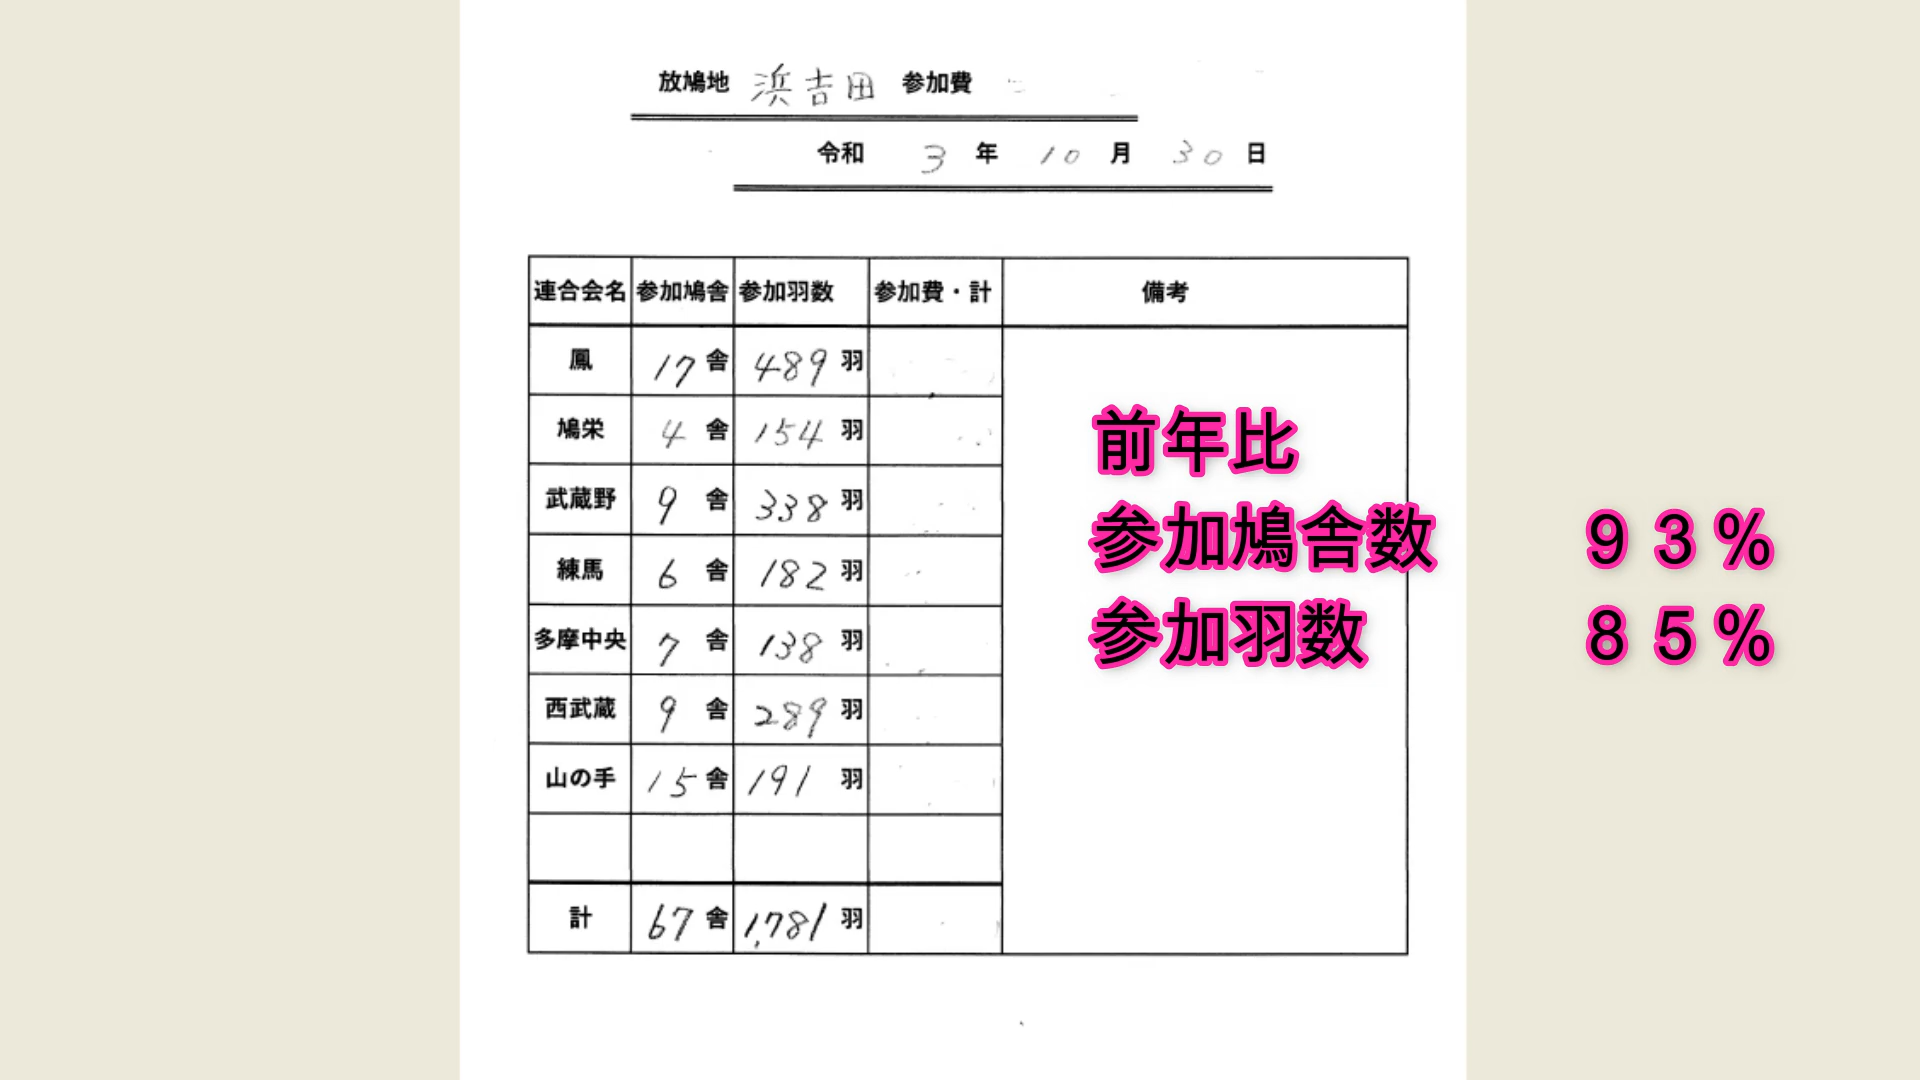 放鳩地 浜吉田 参加費
令和 3 年 10 月 30 日
連合会名 参加鳩舎 参加羽数 参加費・計 備考
鳳 17 舎 489 羽
鳩栄 4 舎 154 羽
武蔵野 9 舎 338 羽
練馬 6 舎 182 羽
多摩中央 7 舎 138 羽
西武蔵 9 舎 289 羽
山の手 15 舎 191 羽
計 67 舎 1,781 羽
前年比
参加鳩舎数 93%
参加羽数 85%